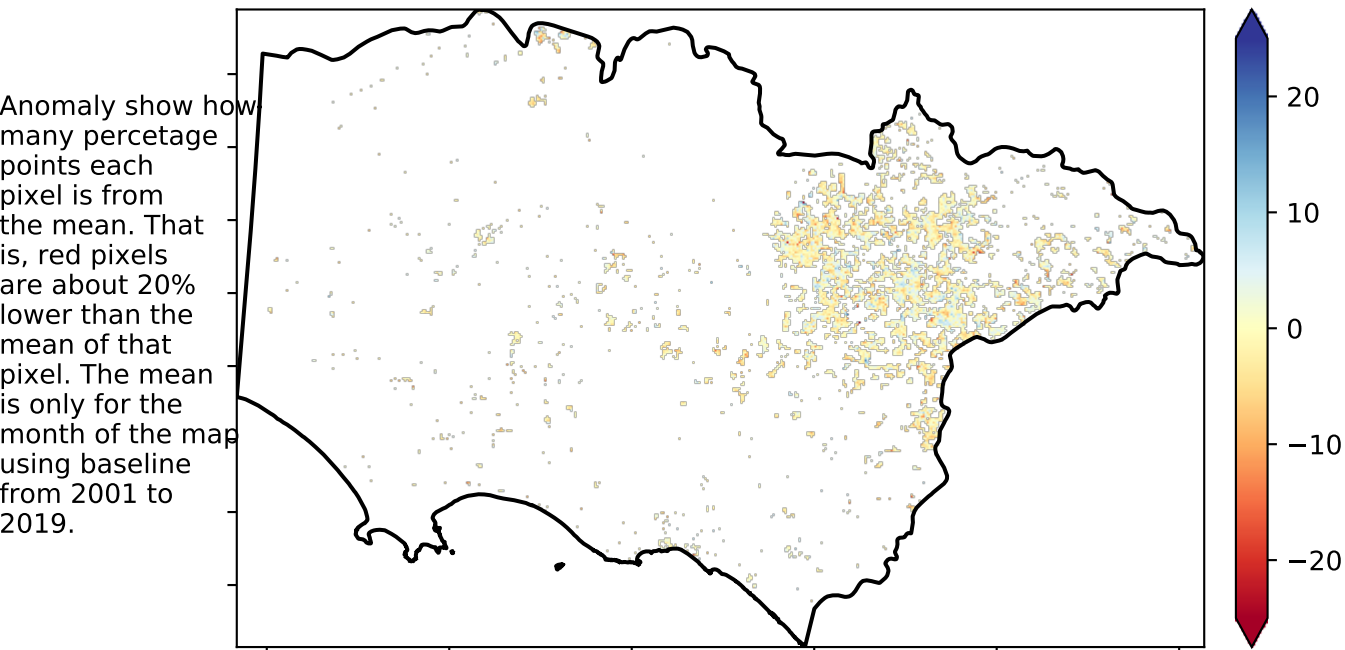 Anomaly show how
many percetage
points each
pixel is from
the mean. That
is, red pixels
are about 20%
lower than the
mean of that
pixel. The mean
is only for the
month of the map
using baseline
from 2001 to
2019.
20
10
0
−10
−20